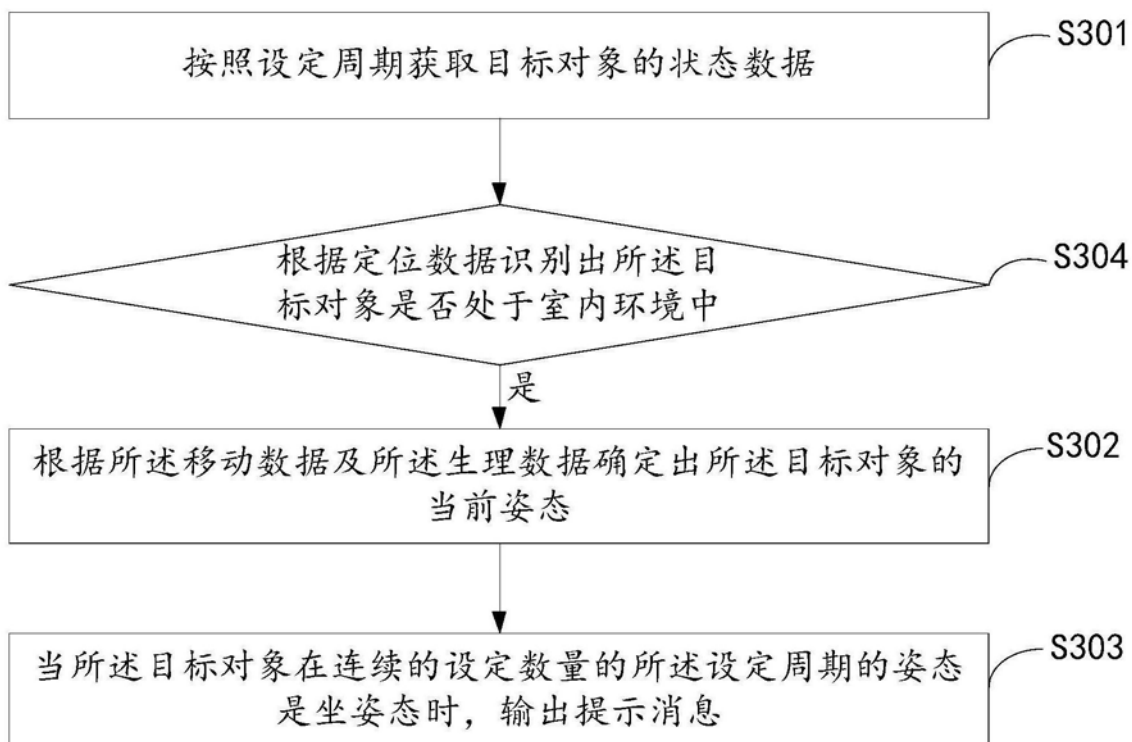 按照设定周期获取目标对象的状态数据
S301
根据定位数据识别出所述目
标对象是否处于室内环境中
S304
是
根据所述移动数据及所述生理数据确定出所述目标对象的
当前姿态
S302
当所述目标对象在连续的设定数量的所述设定周期的姿态
是坐姿态时，输出提示消息
S303